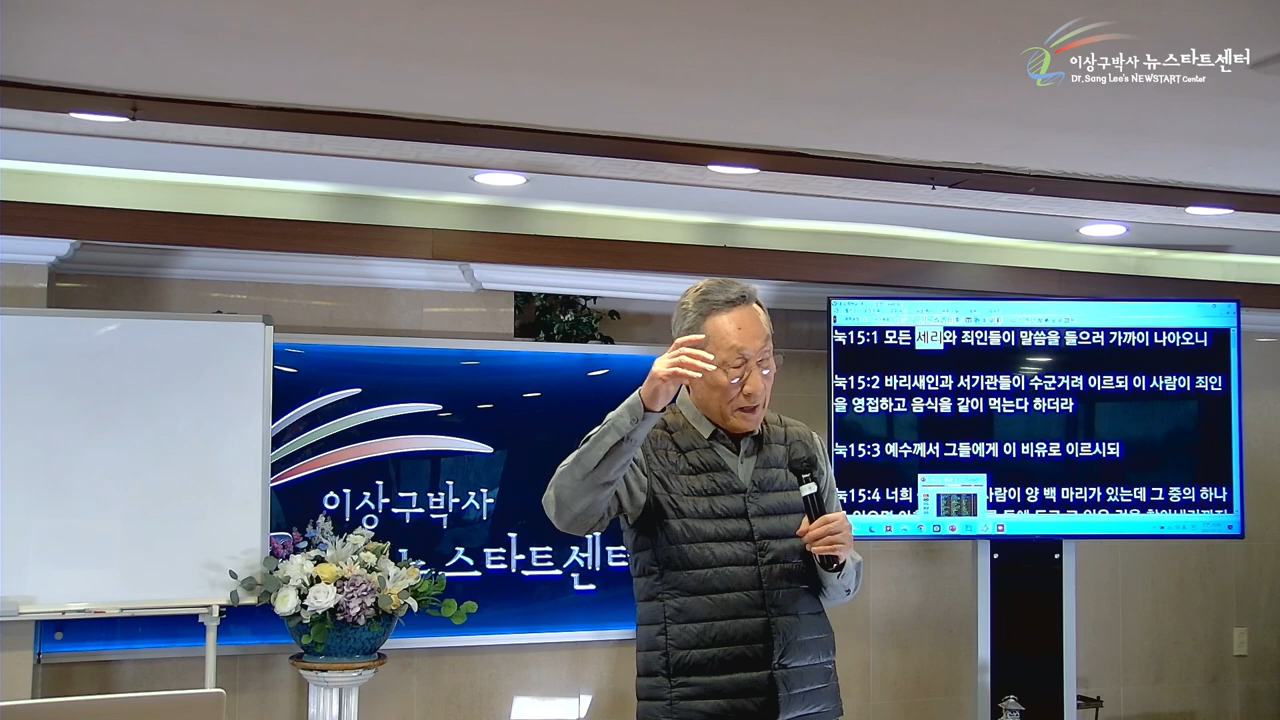 이상구박사 뉴스타트센터
Dr. Sang Lee's NEWSTART Center
이상구박사
뉴스타트센터
눅15:1 모든 세리와 죄인들이 말씀을 들으러 가까이 나아오니
눅15:2 바리새인과 서기관들이 수군거려 이르되 이 사람이 죄인
을 영접하고 음식을 같이 먹는다 하더라
눅15:3 예수께서 그들에게 이 비유로 이르시되
눅15:4 너희 사람이 양 백 마리가 있는데 그 중의 하나